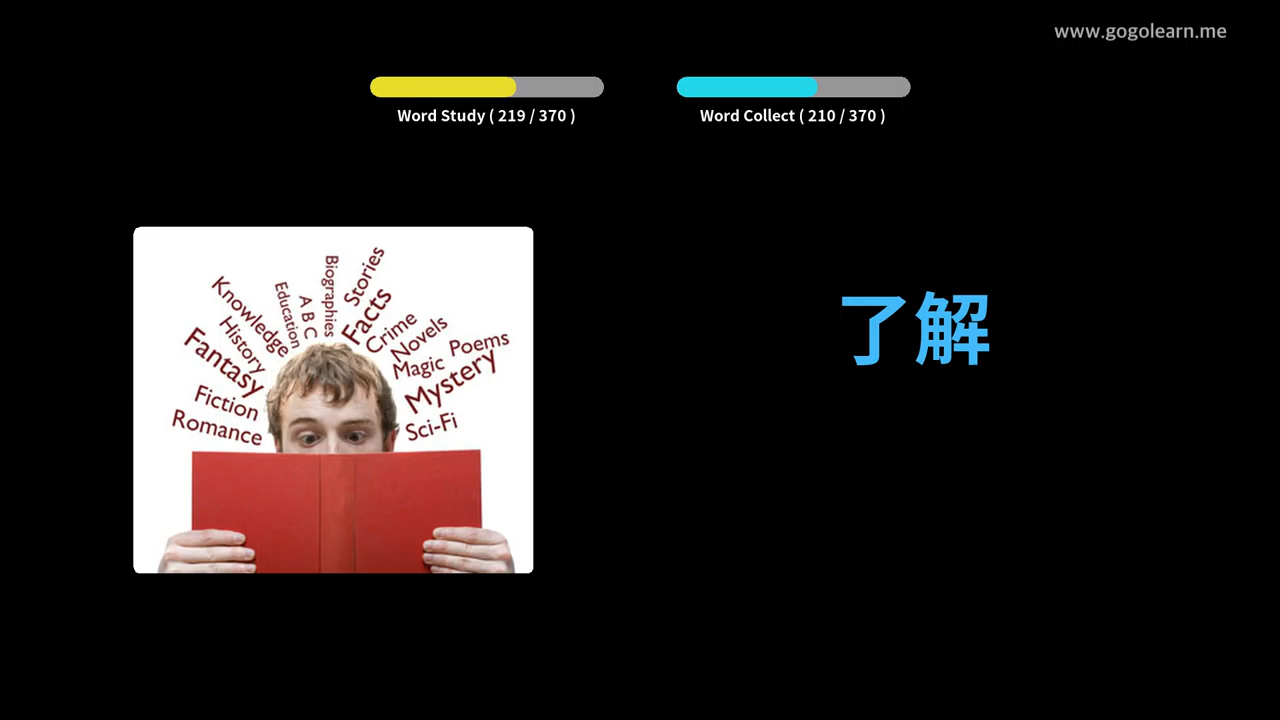 www.gogolearn.me
Word Study ( 219 / 370 )
Word Collect ( 210 / 370 )
Romance
Fiction
Fantasy
History
Knowledge
Education
A B C
Biographies
Stories
Facts
Crime
Novels
Magic
Poems
Mystery
Sci-Fi
了解